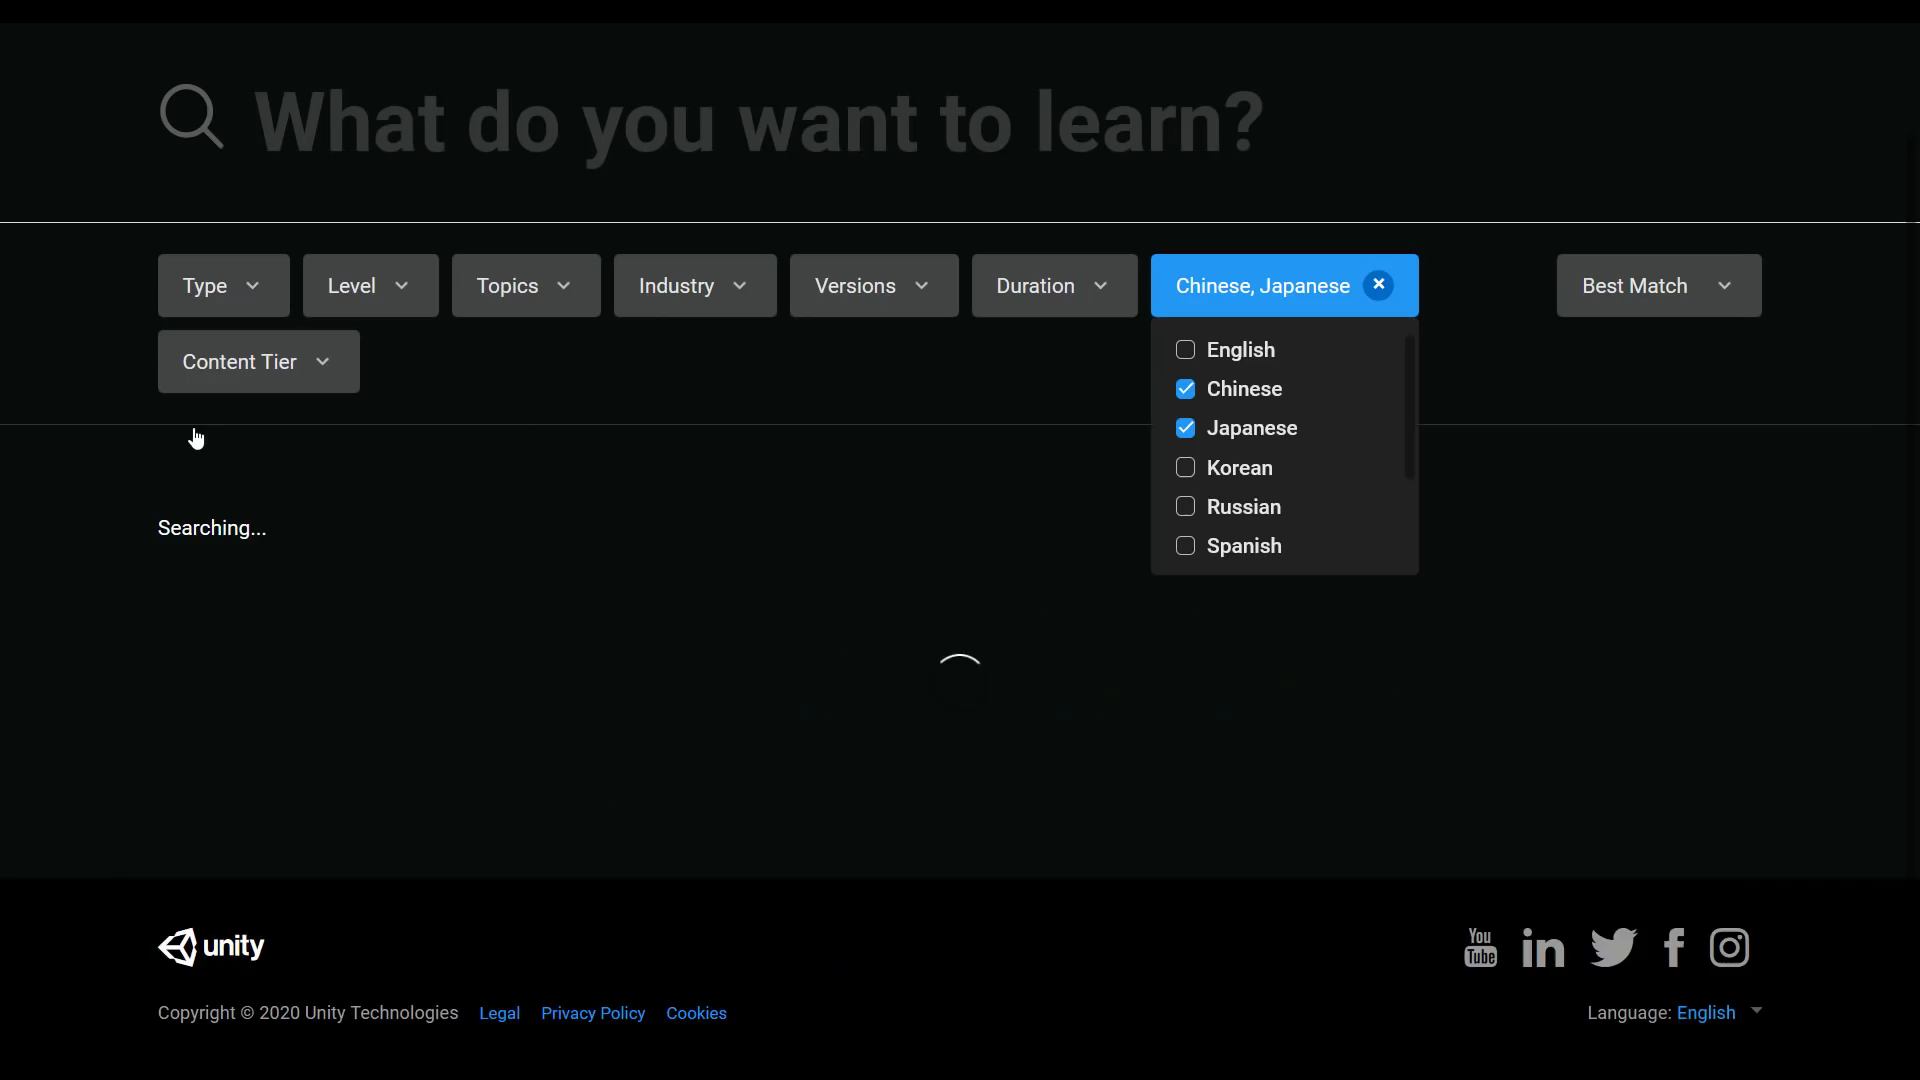 What do you want to learn?
Type
Level
Topics
Industry
Versions
Duration
Chinese, Japanese
Best Match
Content Tier
English
Chinese
Japanese
Korean
Russian
Spanish
Searching...
unity
You
Tube
in
f
Copyright © 2020 Unity Technologies Legal Privacy Policy Cookies
Language: English